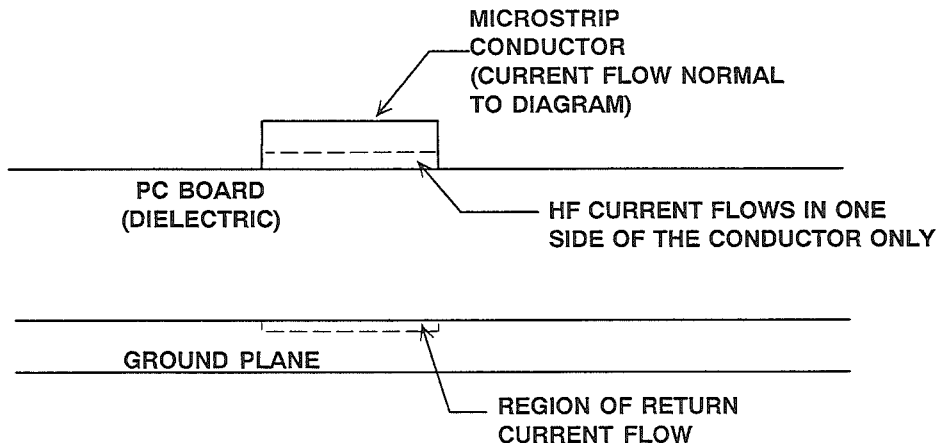 MICROSTRIP
CONDUCTOR
(CURRENT FLOW NORMAL
TO DIAGRAM)
PC BOARD
(DIELECTRIC)
HF CURRENT FLOWS IN ONE
SIDE OF THE CONDUCTOR ONLY
GROUND PLANE
REGION OF RETURN
CURRENT FLOW